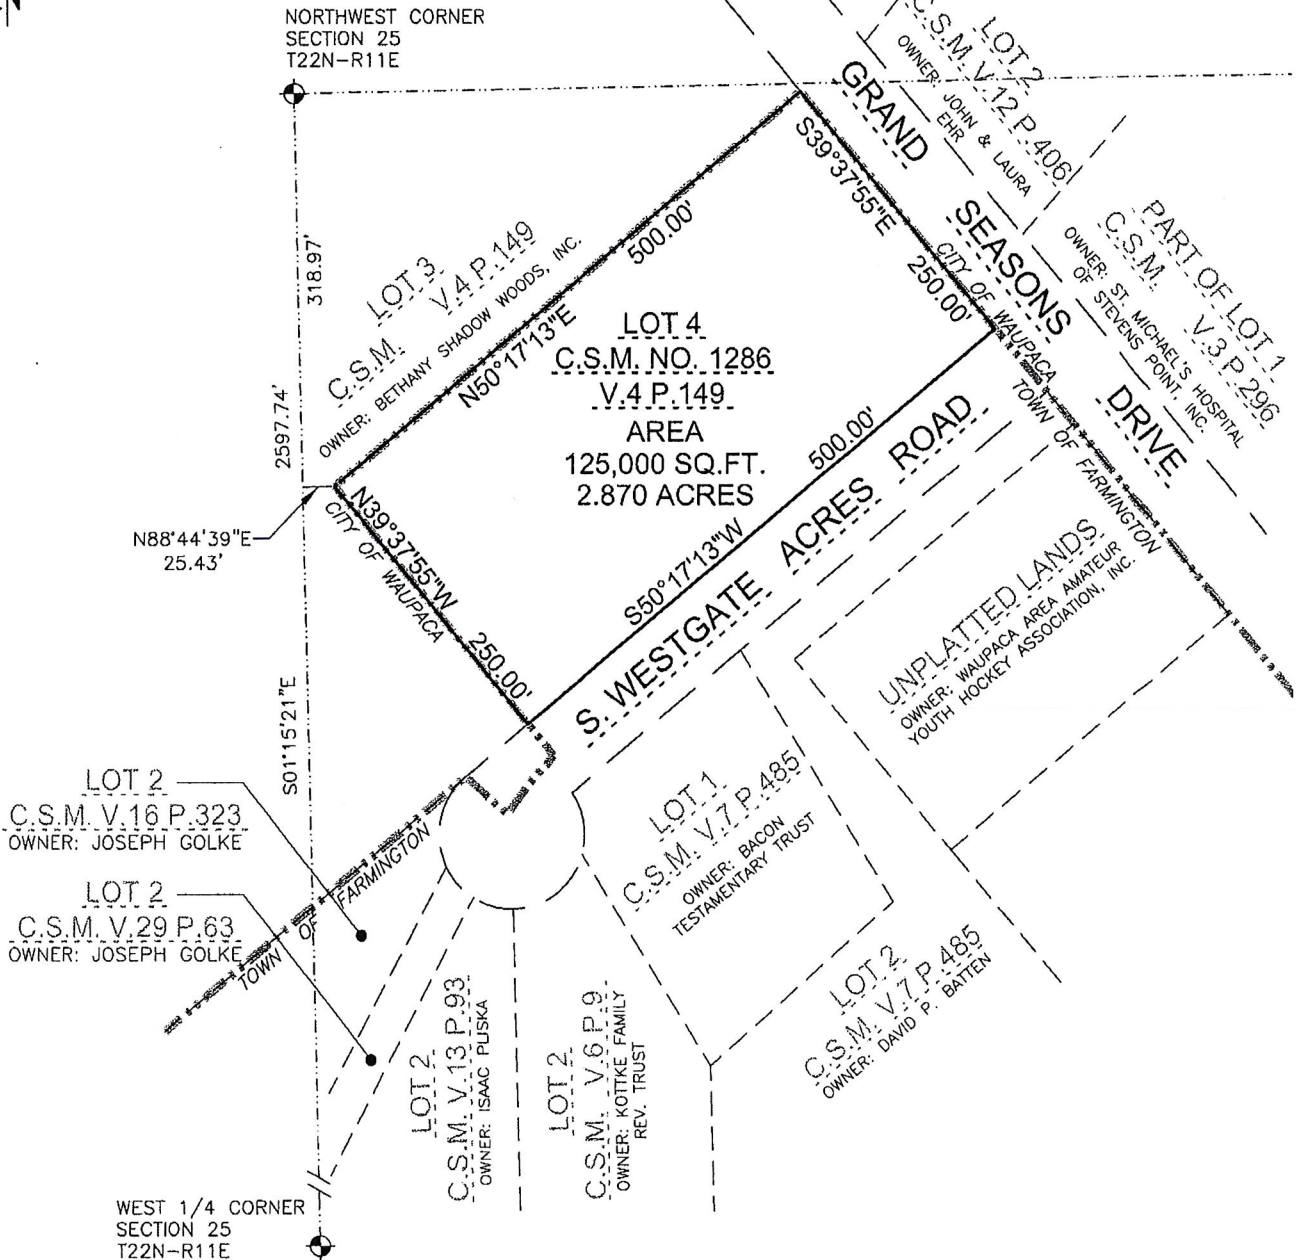 N
NORTHWEST CORNER
SECTION 25
T22N-R11E
LOT 2
C.S.M. V.12 P.406
OWNER: JOHN & LAURA
EHR
GRAND SEASONS DRIVE
S39°37'55"E
250.00'
CITY OF WAUPACA
TOWN OF FARMINGTON
PART OF LOT 1
C.S.M. V.3 P.296
OWNER: ST. MICHAEL'S HOSPITAL
OF STEVENS POINT, INC.
318.97'
2597.74'
S01°15'21"E
LOT 3
C.S.M. V.4 P.149
OWNER: BETHANY SHADOW WOODS, INC.
N50°17'13"E
500.00'
LOT 4
C.S.M. NO. 1286
V.4 P.149
AREA
125,000 SQ.FT.
2.870 ACRES
N88°44'39"E
25.43'
N39°37'55"W
250.00'
CITY OF WAUPACA
S50°17'13"W
500.00'
S. WESTGATE ACRES ROAD
UNPLATTED LANDS
OWNER: WAUPACA AREA AMATEUR
YOUTH HOCKEY ASSOCIATION, INC.
LOT 2
C.S.M. V.16 P.323
OWNER: JOSEPH GOLKE
LOT 2
C.S.M. V.29 P.63
OWNER: JOSEPH GOLKE
TOWN OF FARMINGTON
LOT 1
C.S.M. V.7 P.485
OWNER: BACON
TESTAMENTARY TRUST
LOT 2
C.S.M. V.7 P.485
OWNER: DAVID P. BATTEN
LOT 2
C.S.M. V.13 P.93
OWNER: ISAAC PLISKA
LOT 2
C.S.M. V.6 P.9
OWNER: KOTTKE FAMILY
REV. TRUST
WEST 1/4 CORNER
SECTION 25
T22N-R11E